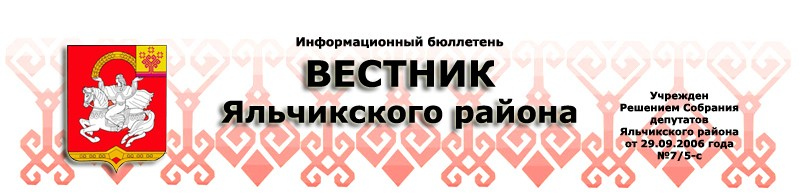 Информационный бюллетень
ВЕСТНИК
Яльчикского района
Учрежден
Решением Собрания
депутатов
Яльчикского района
от 29.09.2006 года
№7/5-с